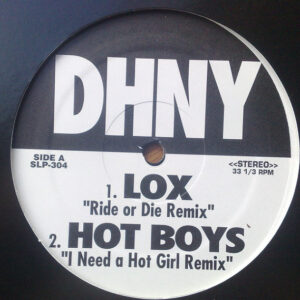 DHNY
SIDE A
SLP-304
<<STEREO>
33 1/3 RPM
1. LOX
"Ride or Die Remix"
2. HOT BOYS
"I Need a Hot Girl Remix"